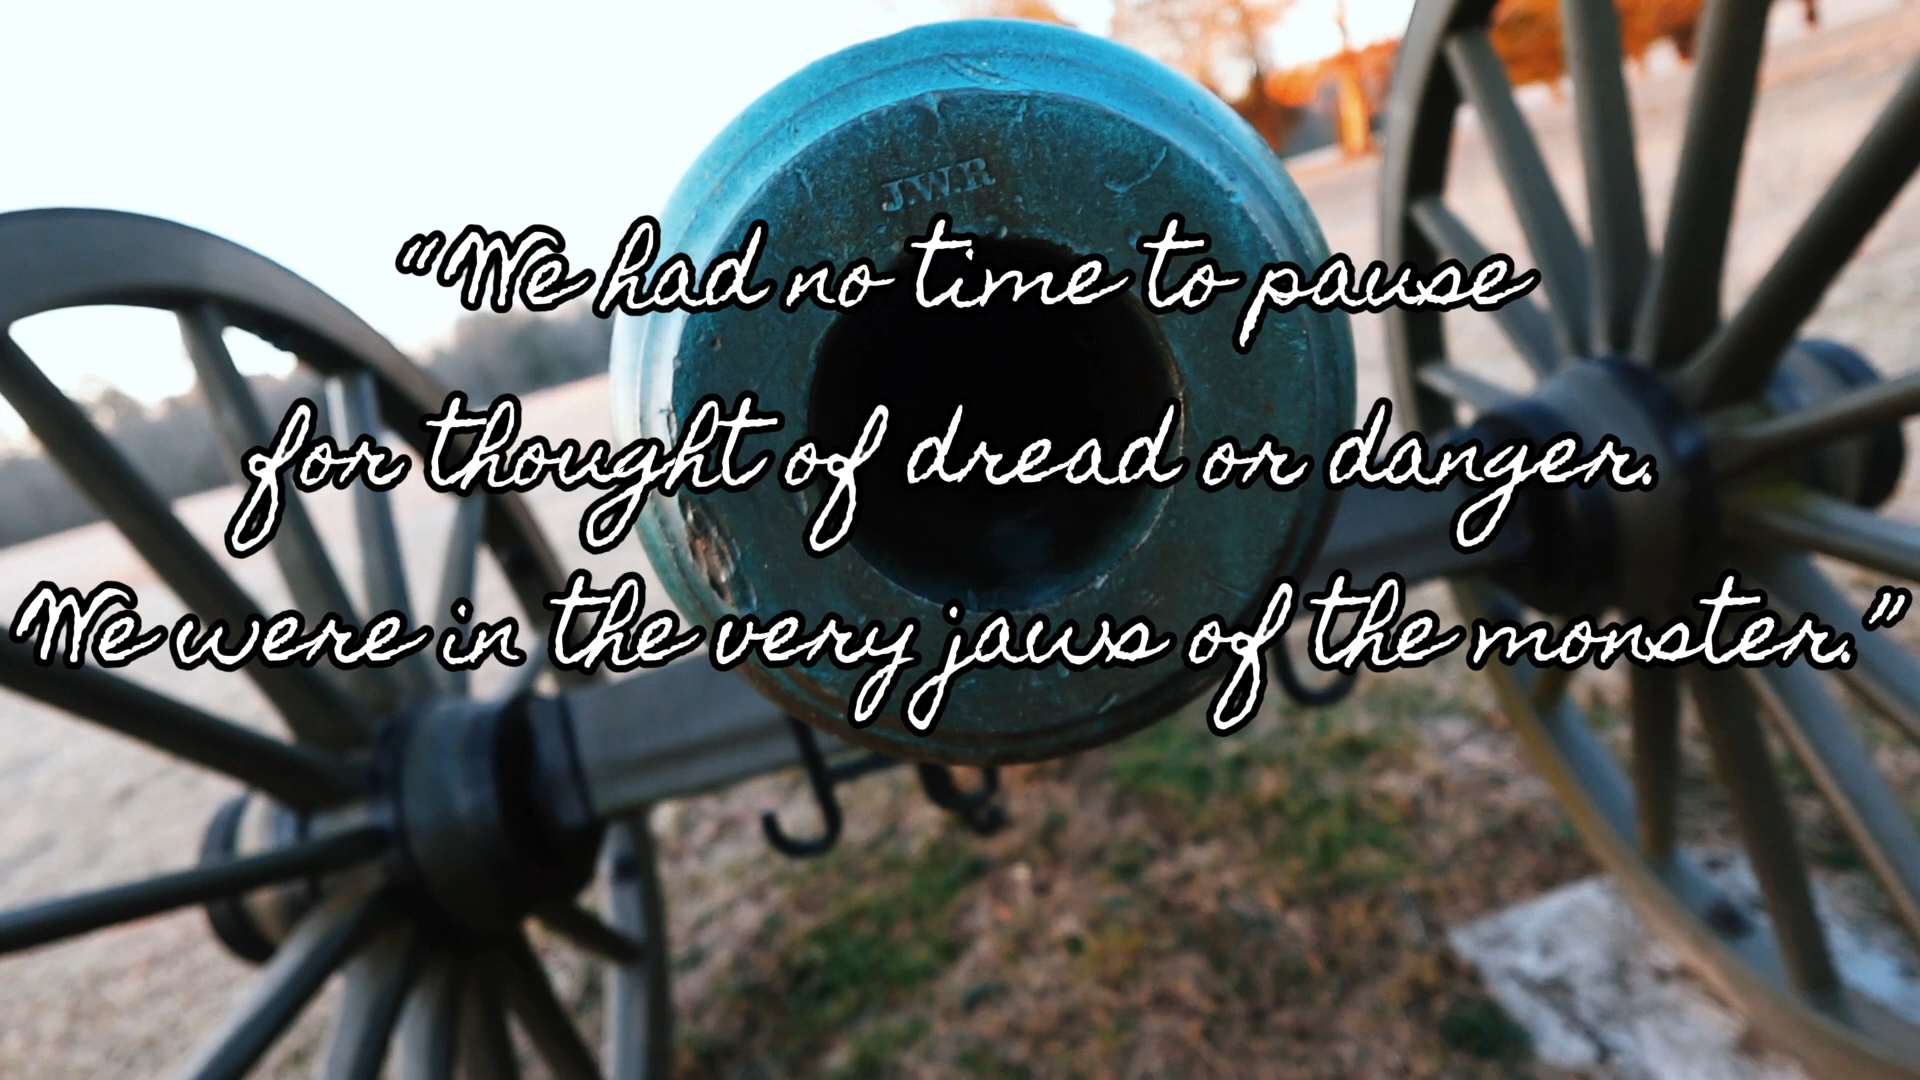 J.W.R
“We had no time to pause
for thought of dread or danger.
We were in the very jaws of the monster.”